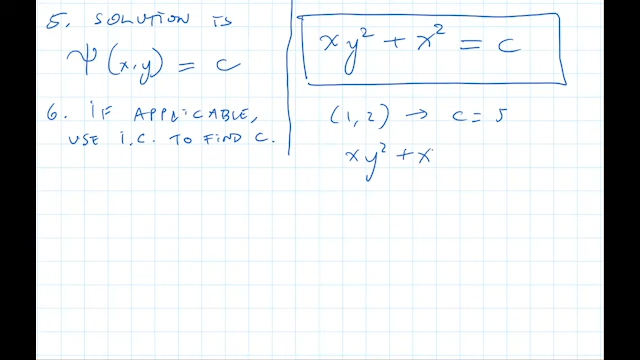 5. SOLUTION IS
Ψ(x,y) = C
6. IF APPLICABLE,
USE I.C. TO FIND C.
xy² + x² = C
(1,2) → C = 5
xy² + x